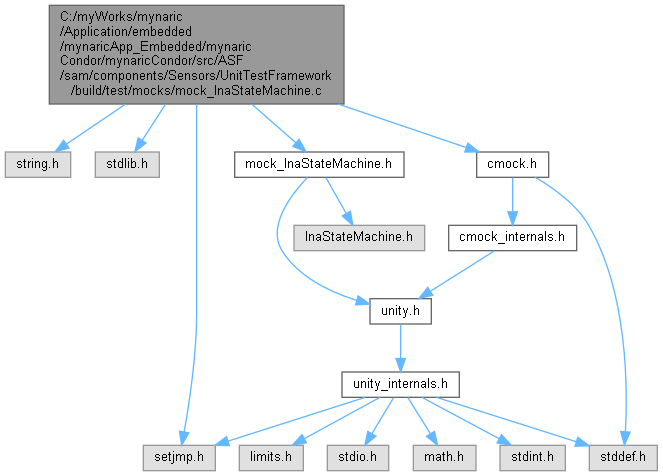 C:/myWorks/mynaric
/Application/embedded
/mynaricApp_Embedded/mynaric
Condor/mynaricCondor/src/ASF
/sam/components/Sensors/UnitTestFramework
/build/test/mocks/mock_InaStateMachine.c
string.h
stdlib.h
mock_InaStateMachine.h
cmock.h
InaStateMachine.h
cmock_internals.h
unity.h
unity_internals.h
setjmp.h
limits.h
stdio.h
math.h
stdint.h
stddef.h